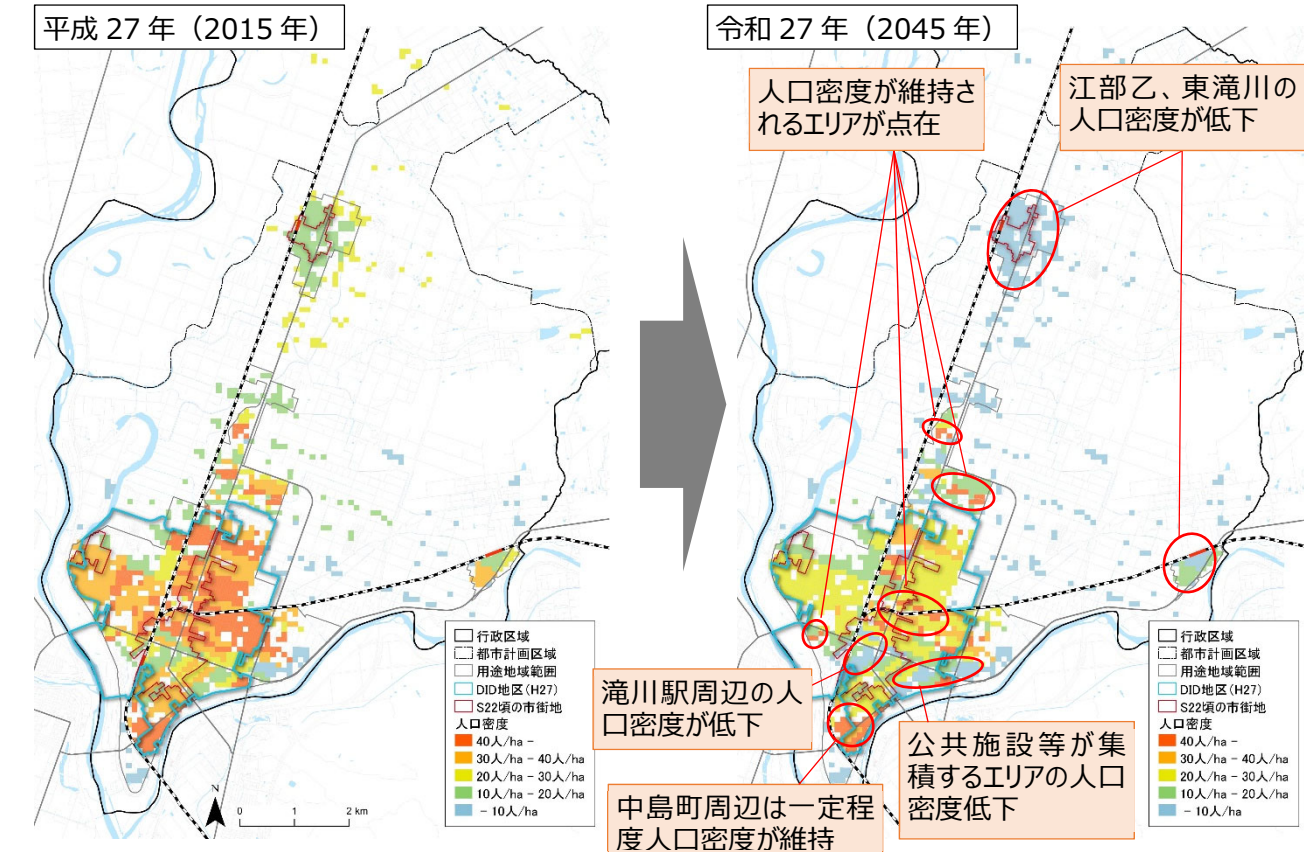 平成 27 年（2015 年）
令和 27 年（2045 年）
人口密度が維持さ
れるエリアが点在
江部乙、東滝川の
人口密度が低下
滝川駅周辺の人
口密度が低下
中島町周辺は一定程
度人口密度が維持
公共施設等が集
積するエリアの人口
密度低下
行政区域
都市計画区域
用途地域範囲
DID地区(H27)
S22頃の市街地
人口密度
40人/ha -
30人/ha - 40人/ha
20人/ha - 30人/ha
10人/ha - 20人/ha
- 10人/ha
N
0 1 2 km
行政区域
都市計画区域
用途地域範囲
DID地区(H27)
S22頃の市街地
人口密度
40人/ha -
30人/ha - 40人/ha
20人/ha - 30人/ha
10人/ha - 20人/ha
- 10人/ha